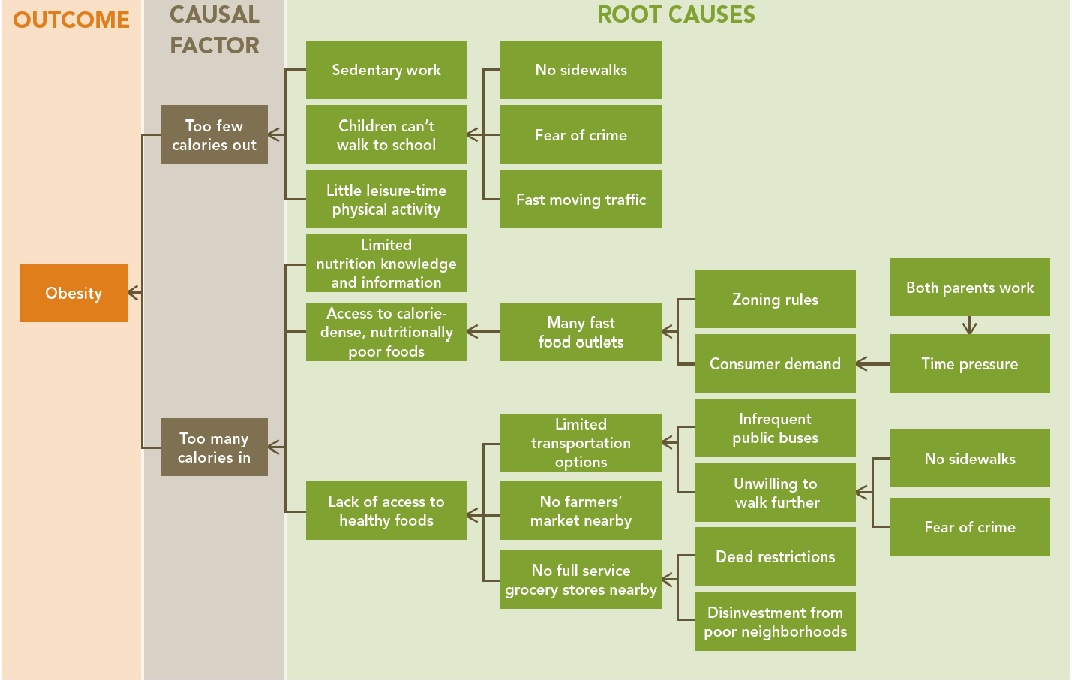 OUTCOME
CAUSAL
FACTOR
ROOT CAUSES
Obesity
Too few
calories out
Too many
calories in
Sedentary work
Children can't
walk to school
Little leisure-time
physical activity
Limited
nutrition knowledge
and information
Access to calorie-
dense, nutritionally
poor foods
Lack of access to
healthy foods
No sidewalks
Fear of crime
Fast moving traffic
Many fast
food outlets
Limited
transportation
options
No farmers'
market nearby
No full service
grocery stores nearby
Zoning rules
Consumer demand
Infrequent
public buses
Unwilling to
walk further
Deed restrictions
Disinvestment from
poor neighborhoods
Both parents work
Time pressure
No sidewalks
Fear of crime